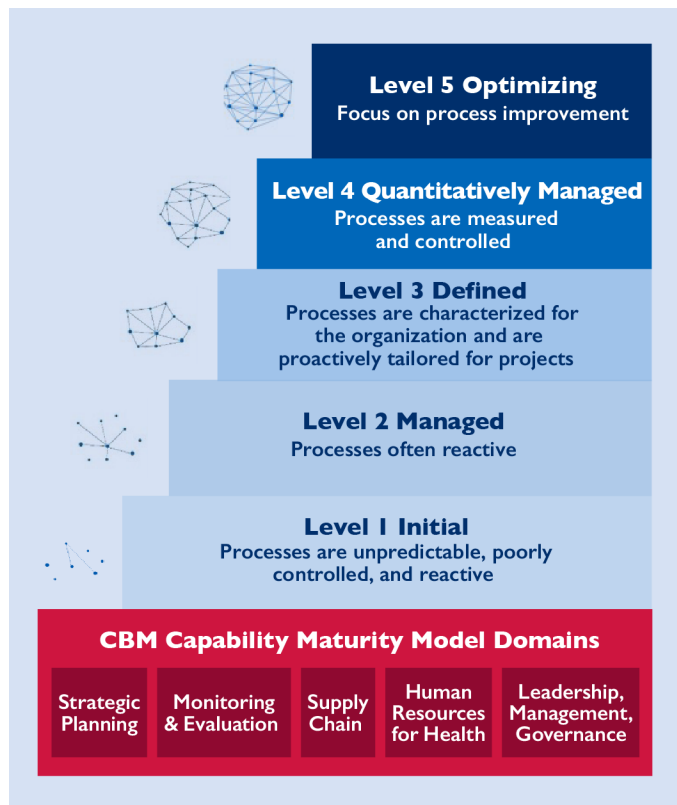 Level 5 Optimizing
Focus on process improvement
Level 4 Quantitatively Managed
Processes are measured
and controlled
Level 3 Defined
Processes are characterized for
the organization and are
proactively tailored for projects
Level 2 Managed
Processes often reactive
Level 1 Initial
Processes are unpredictable, poorly
controlled, and reactive
CBM Capability Maturity Model Domains
Strategic
Planning
Monitoring
& Evaluation
Supply
Chain
Human
Resources
for Health
Leadership,
Management,
Governance